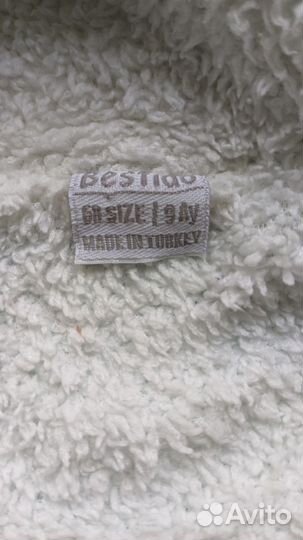 Bestido
68 SIZE | 9 Ay
MADE IN TURKEY
Avito